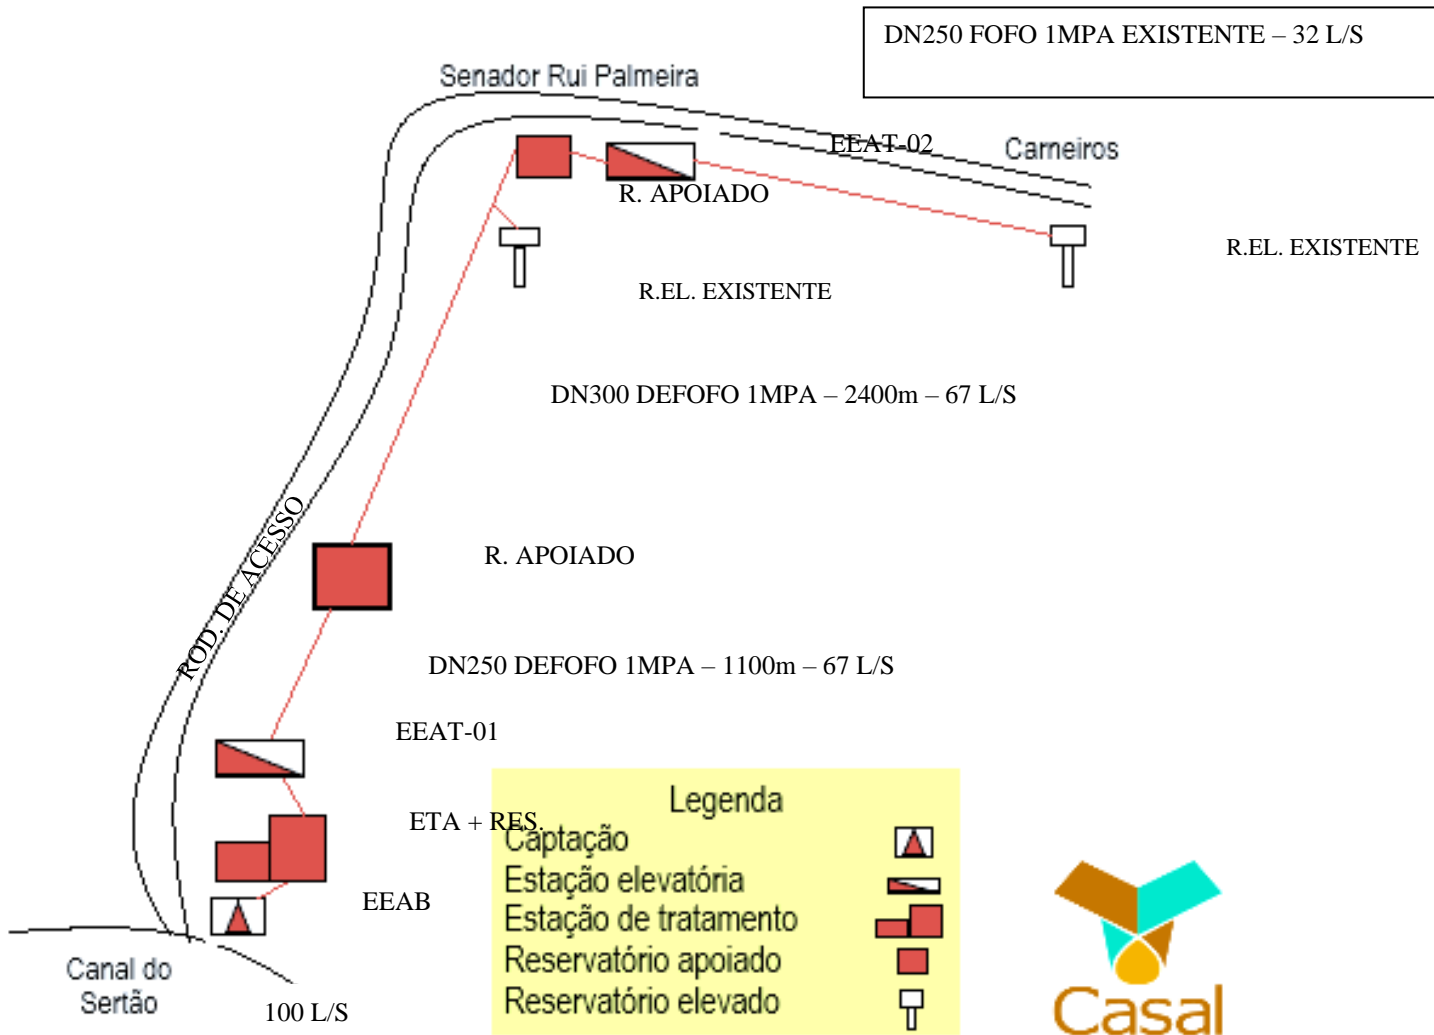 DN250 FOFO 1MPA EXISTENTE – 32 L/S
Senador Rui Palmeira
EEAT-02
Carneiros
R. APOIADO
R.EL. EXISTENTE
R.EL. EXISTENTE
DN300 DEFOFO 1MPA – 2400m – 67 L/S
ROD. DE ACESSO
R. APOIADO
DN250 DEFOFO 1MPA – 1100m – 67 L/S
EEAT-01
ETA + RES.
EEAB
Canal do
Sertão
100 L/S
Legenda
Captação
Estação elevatória
Estação de tratamento
Reservatório apoiado
Reservatório elevado
Casal